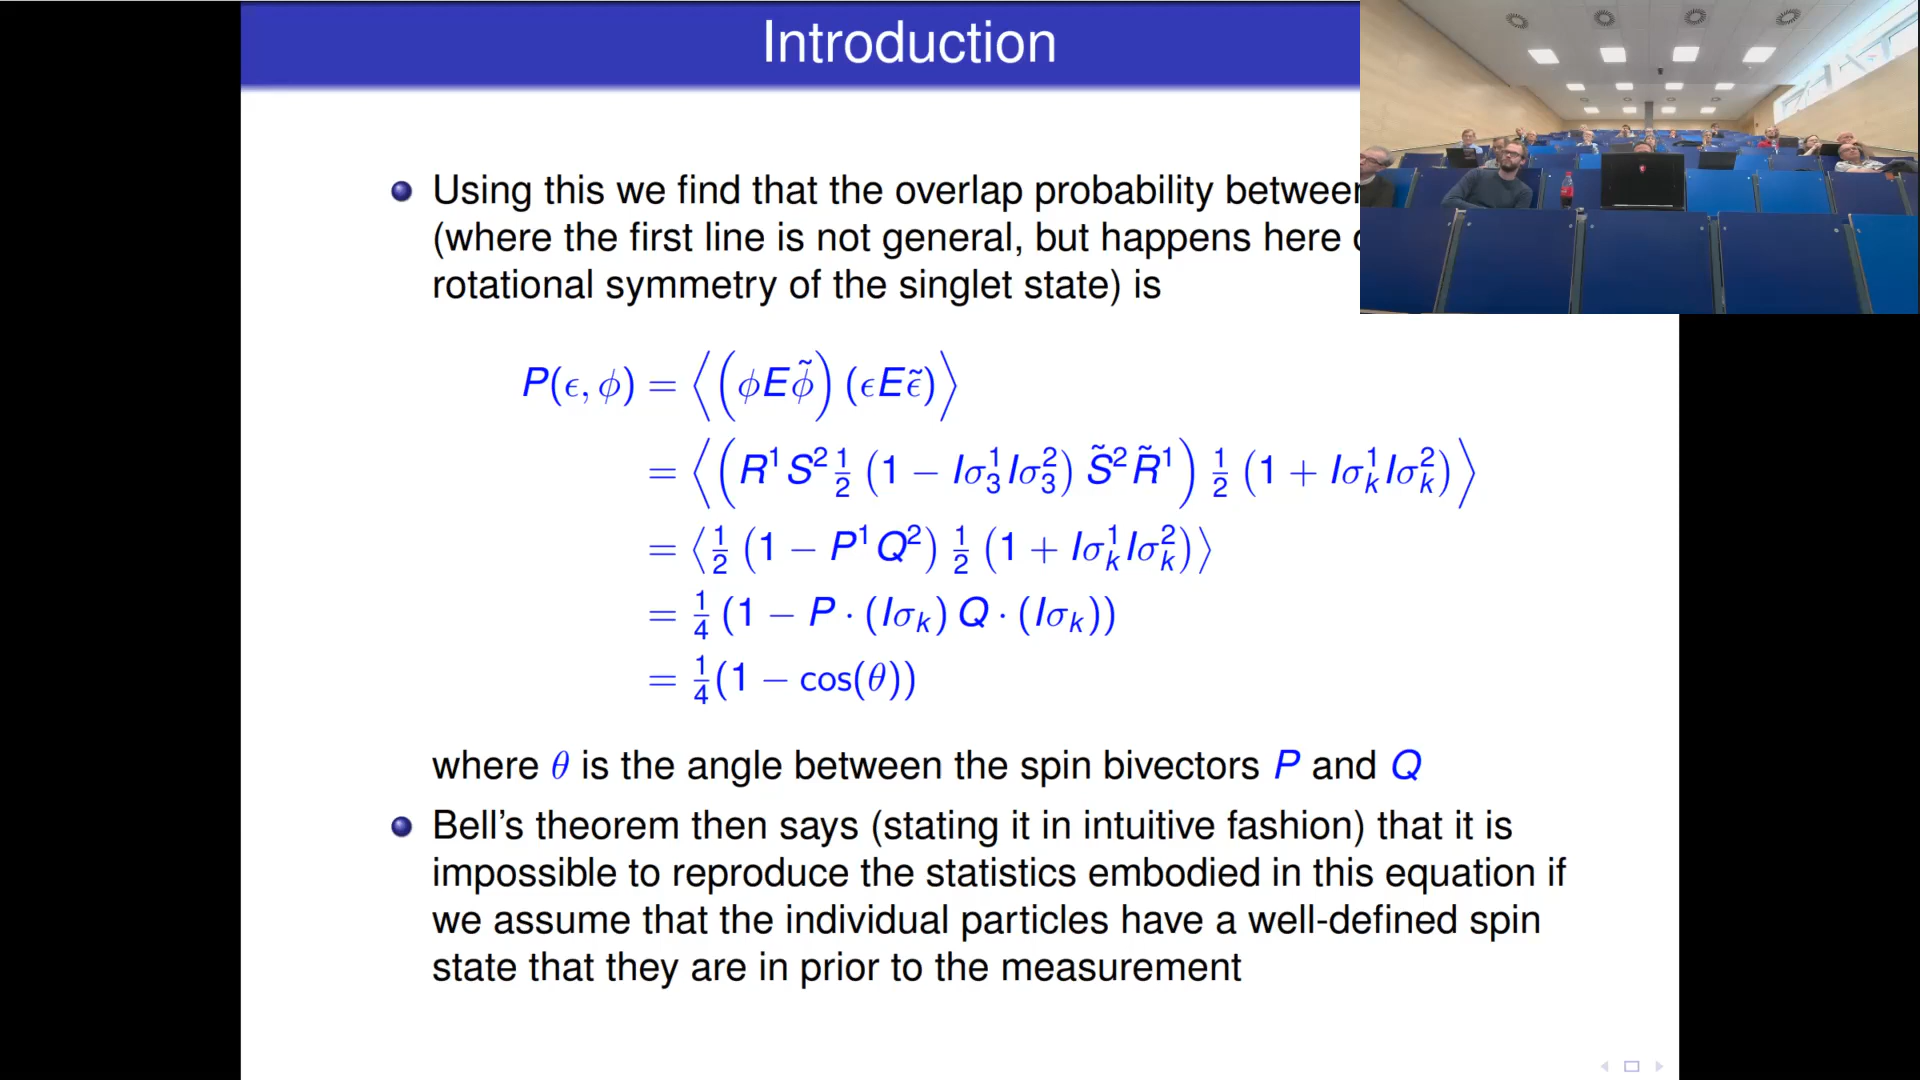 Introduction
Using this we find that the overlap probability between
(where the first line is not general, but happens here
rotational symmetry of the singlet state) is
P(ϵ, ϕ) = ⟨(ϕEϕ̃) (ϵEϵ̃)⟩
= ⟨(R¹S² ½ (1 − Iσ₃¹Iσ₃²) S̃²R̃¹) ½ (1 + Iσₖ¹Iσₖ²)⟩
= ⟨½ (1 − P¹Q²) ½ (1 + Iσₖ¹Iσₖ²)⟩
= ¼ (1 − P · (Iσₖ) Q · (Iσₖ))
= ¼(1 − cos(θ))
where θ is the angle between the spin bivectors P and Q
Bell's theorem then says (stating it in intuitive fashion) that it is
impossible to reproduce the statistics embodied in this equation if
we assume that the individual particles have a well-defined spin
state that they are in prior to the measurement